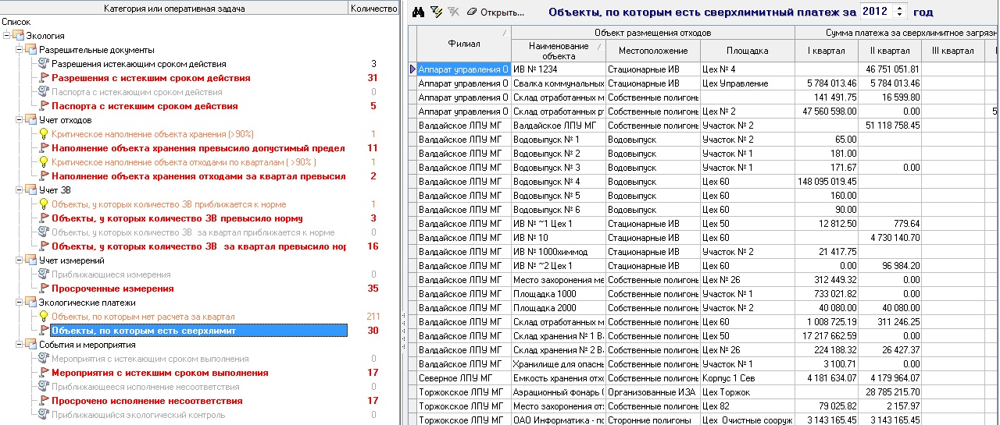 Категория или оперативная задача Количество
Список
Экология
Разрешительные документы
Разрешения истекающим сроком действия 3
Разрешения с истекшим сроком действия 31
Паспорта с истекающим сроком действия 0
Паспорта с истекшим сроком действия 5
Учет отходов
Критическое наполнение объекта хранения (>90%) 1
Наполнение объекта хранения превысило допустимый предел 11
Критическое наполнение объекта отходами по кварталам ( >90% ) 1
Наполнение объекта хранения отходами за квартал превысил 2
Учет ЗВ
Объекты, у которых количество ЗВ приближается к норме 1
Объекты, у которых количество ЗВ превысило норму 3
Объекты, у которых количество ЗВ за квартал приближается к норме 0
Объекты, у которых количество ЗВ за квартал превысило нор 16
Учет измерений
Приближающиеся измерения 0
Просроченные измерения 35
Экологические платежи
Объекты, по которым нет расчета за квартал 211
Объекты, по которым есть сверхлимит 30
События и мероприятия
Мероприятия с истекающим сроком выполнения 0
Мероприятия с истекшим сроком выполнения 17
Приближающееся исполнение несоответствия 0
Просрочено исполнение несоответствия 17
Приближающийся экологический контроль 0
Открыть... Объекты, по которым есть сверхлимитный платеж за 2012 год
Филиал Объект размещения отходов Сумма платежа за сверхлимитное загрязн
Наименование объекта Местоположение Площадка I квартал II квартал III квартал
Аппарат управления О ИВ № 1234 Стационарные ИВ Цех № 4 46 751 051.81
Аппарат управления О Свалка коммунальных Стационарные ИВ Цех Управление 5 784 013.46 5 784 013.46
Аппарат управления О Склад отработанных м Собственные полигоны 141 491.75 16 599.80
Аппарат управления О Склад отработанных рт Собственные полигоны Цех № 2 47 560 598.00 0.00 5
Валдайское ЛПУ МГ Валдайское ЛПУ МГ Участок № 2 51 118 758.45
Валдайское ЛПУ МГ Водовыпуск № 1 Водовыпуск Участок № 2 65.00
Валдайское ЛПУ МГ Водовыпуск № 2 Водовыпуск Участок № 1 181.00
Валдайское ЛПУ МГ Водовыпуск № 3 Водовыпуск Участок № 1 171.67 0.00
Валдайское ЛПУ МГ Водовыпуск № 4 Водовыпуск Цех 60 148 095 019.45
Валдайское ЛПУ МГ Водовыпуск № 5 Водовыпуск Цех 60 160.00
Валдайское ЛПУ МГ Водовыпуск № 6 Водовыпуск Цех 60 90.00
Валдайское ЛПУ МГ ИВ № ~1 Цех 1 Стационарные ИВ Цех 50 12 812.50 779.64
Валдайское ЛПУ МГ ИВ № 10 Стационарные ИВ Цех 60 4 730 140.70
Валдайское ЛПУ МГ ИВ № 1000химмод Стационарные ИВ Участок № 2 21 417.75
Валдайское ЛПУ МГ ИВ № ~2 Цех 1 Стационарные ИВ Цех 60 0.00 96 984.20
Валдайское ЛПУ МГ Место захоронения ме Собственные полигоны Цех № 26 312 449.32 0.00
Валдайское ЛПУ МГ Площадка 1000 Собственные полигоны Участок № 1 733 021.82 0.00
Валдайское ЛПУ МГ Площадка 2000 Собственные полигоны Участок № 2 40 080.00 40 080.00
Валдайское ЛПУ МГ Склад отработанных м Собственные полигоны Цех 60 1 008 725.19 311 246.25
Валдайское ЛПУ МГ Склад хранения № 1 В Собственные полигоны Цех 50 17 217 662.59 0.00
Валдайское ЛПУ МГ Склад хранения № 2 В Собственные полигоны Цех № 26 224 188.32 26 427.37
Валдайское ЛПУ МГ Хранилище для опас Собственные полигоны Участок № 1 3 100.71 0.00
Северное ЛПУ МГ Емкость хранения отхо Собственные полигоны Корпус 1 Сев 4 181 634.07 4 179 964.07
Торжокское ЛПУ МГ Аэрационный фонарь Организованные ИЗА Цех Торжок 28 785 215.70
Торжокское ЛПУ МГ Место захоронения от Собственные полигоны Цех 82 79 025.82 2 157.97
Торжокское ЛПУ МГ ОАО Информатика - по Сторонние полигоны Цех Очистные сооруж 3 143 165.45 3 143 165.45